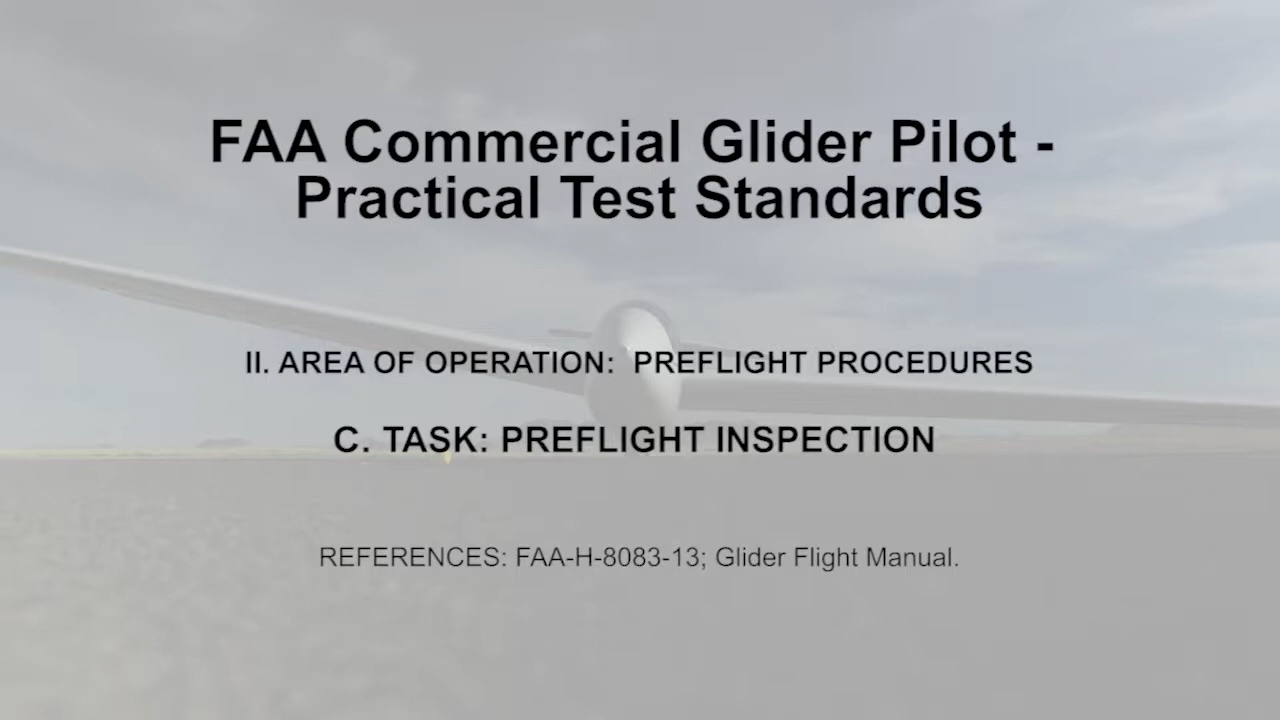 FAA Commercial Glider Pilot -
Practical Test Standards
II. AREA OF OPERATION:  PREFLIGHT PROCEDURES
C. TASK: PREFLIGHT INSPECTION
REFERENCES: FAA-H-8083-13; Glider Flight Manual.